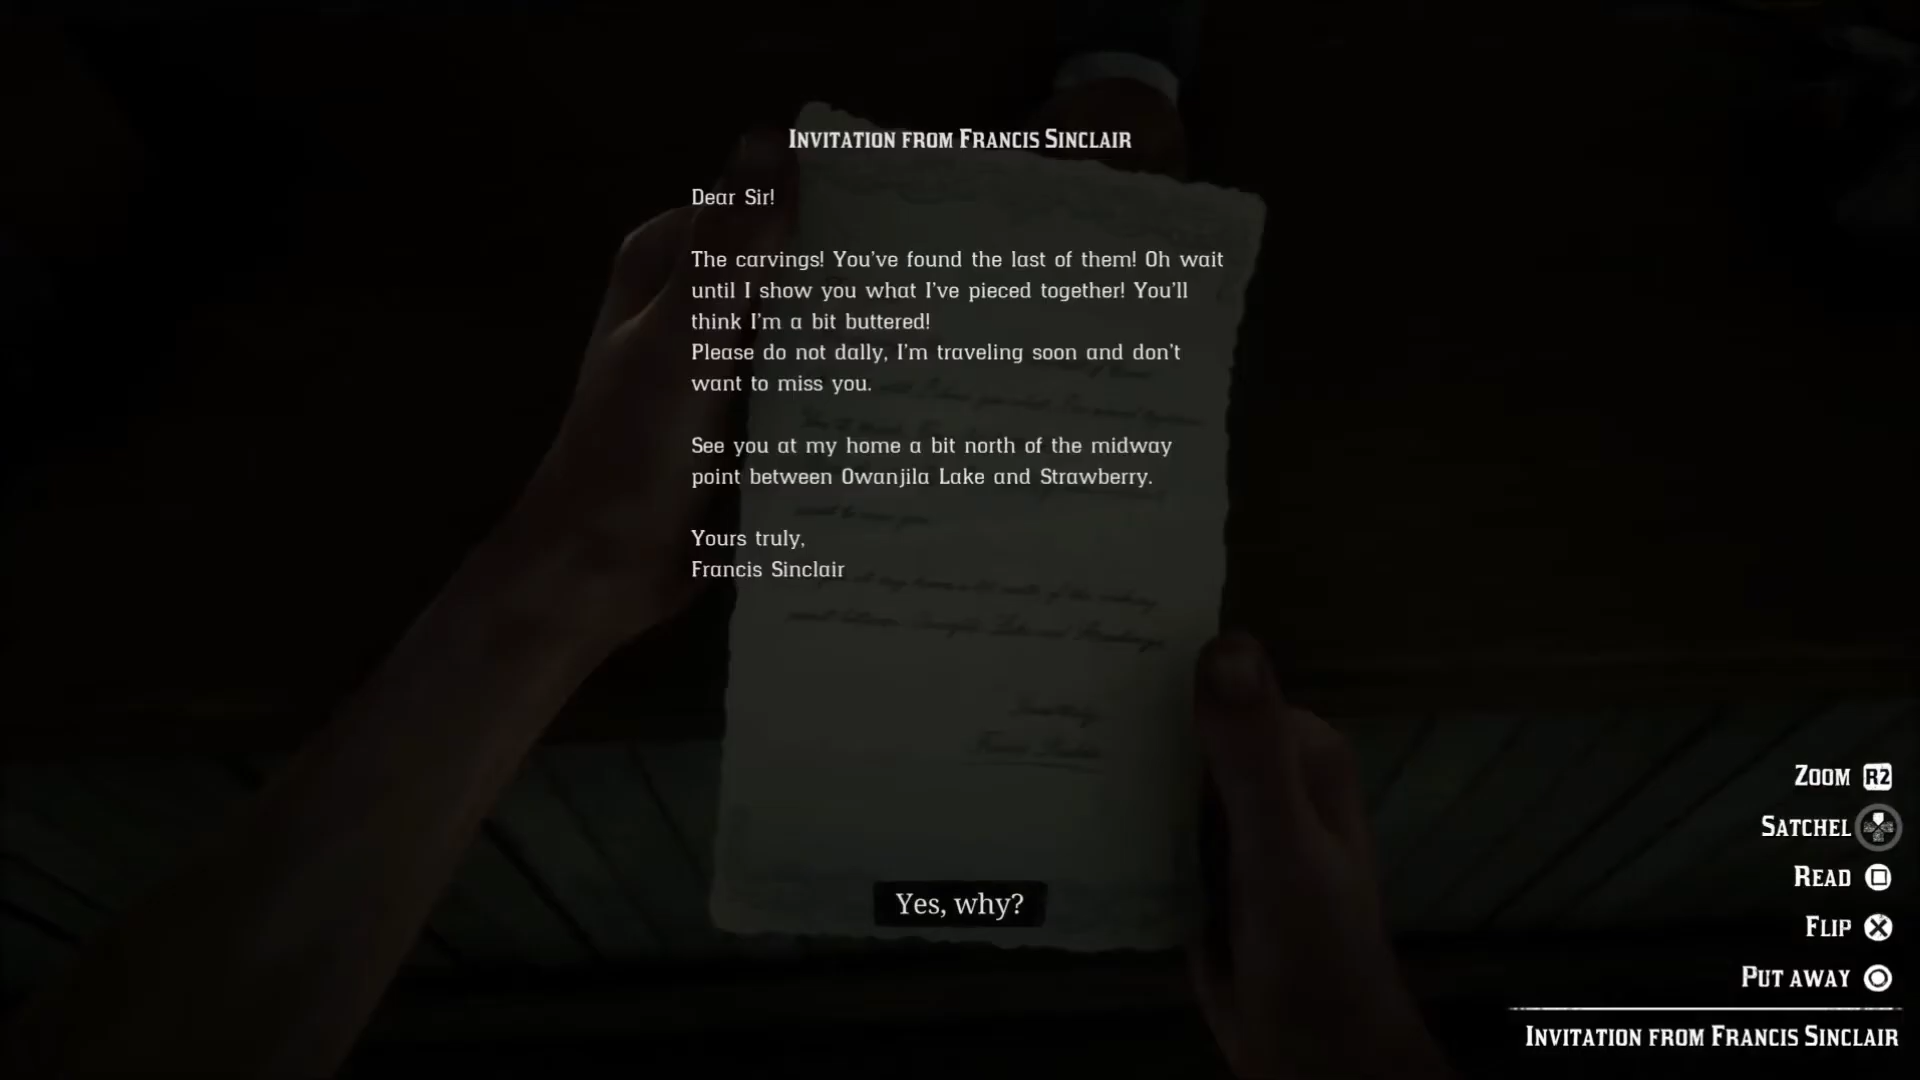 INVITATION FROM FRANCIS SINCLAIR
Dear Sir!
The carvings! You've found the last of them! Oh wait
until I show you what I've pieced together! You'll
think I'm a bit buttered!
Please do not dally, I'm traveling soon and don't
want to miss you.
See you at my home a bit north of the midway
point between Owanjila Lake and Strawberry.
Yours truly,
Francis Sinclair
Yes, why?
ZOOM R2
SATCHEL
READ
FLIP
PUT AWAY
INVITATION FROM FRANCIS SINCLAIR